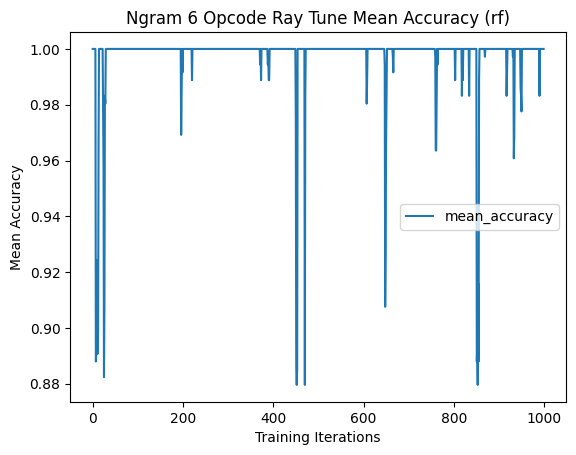 Ngram 6 Opcode Ray Tune Mean Accuracy (rf)
1.00
0.98
0.96
0.94
0.92
0.90
0.88
Mean Accuracy
mean_accuracy
0 200 400 600 800 1000
Training Iterations